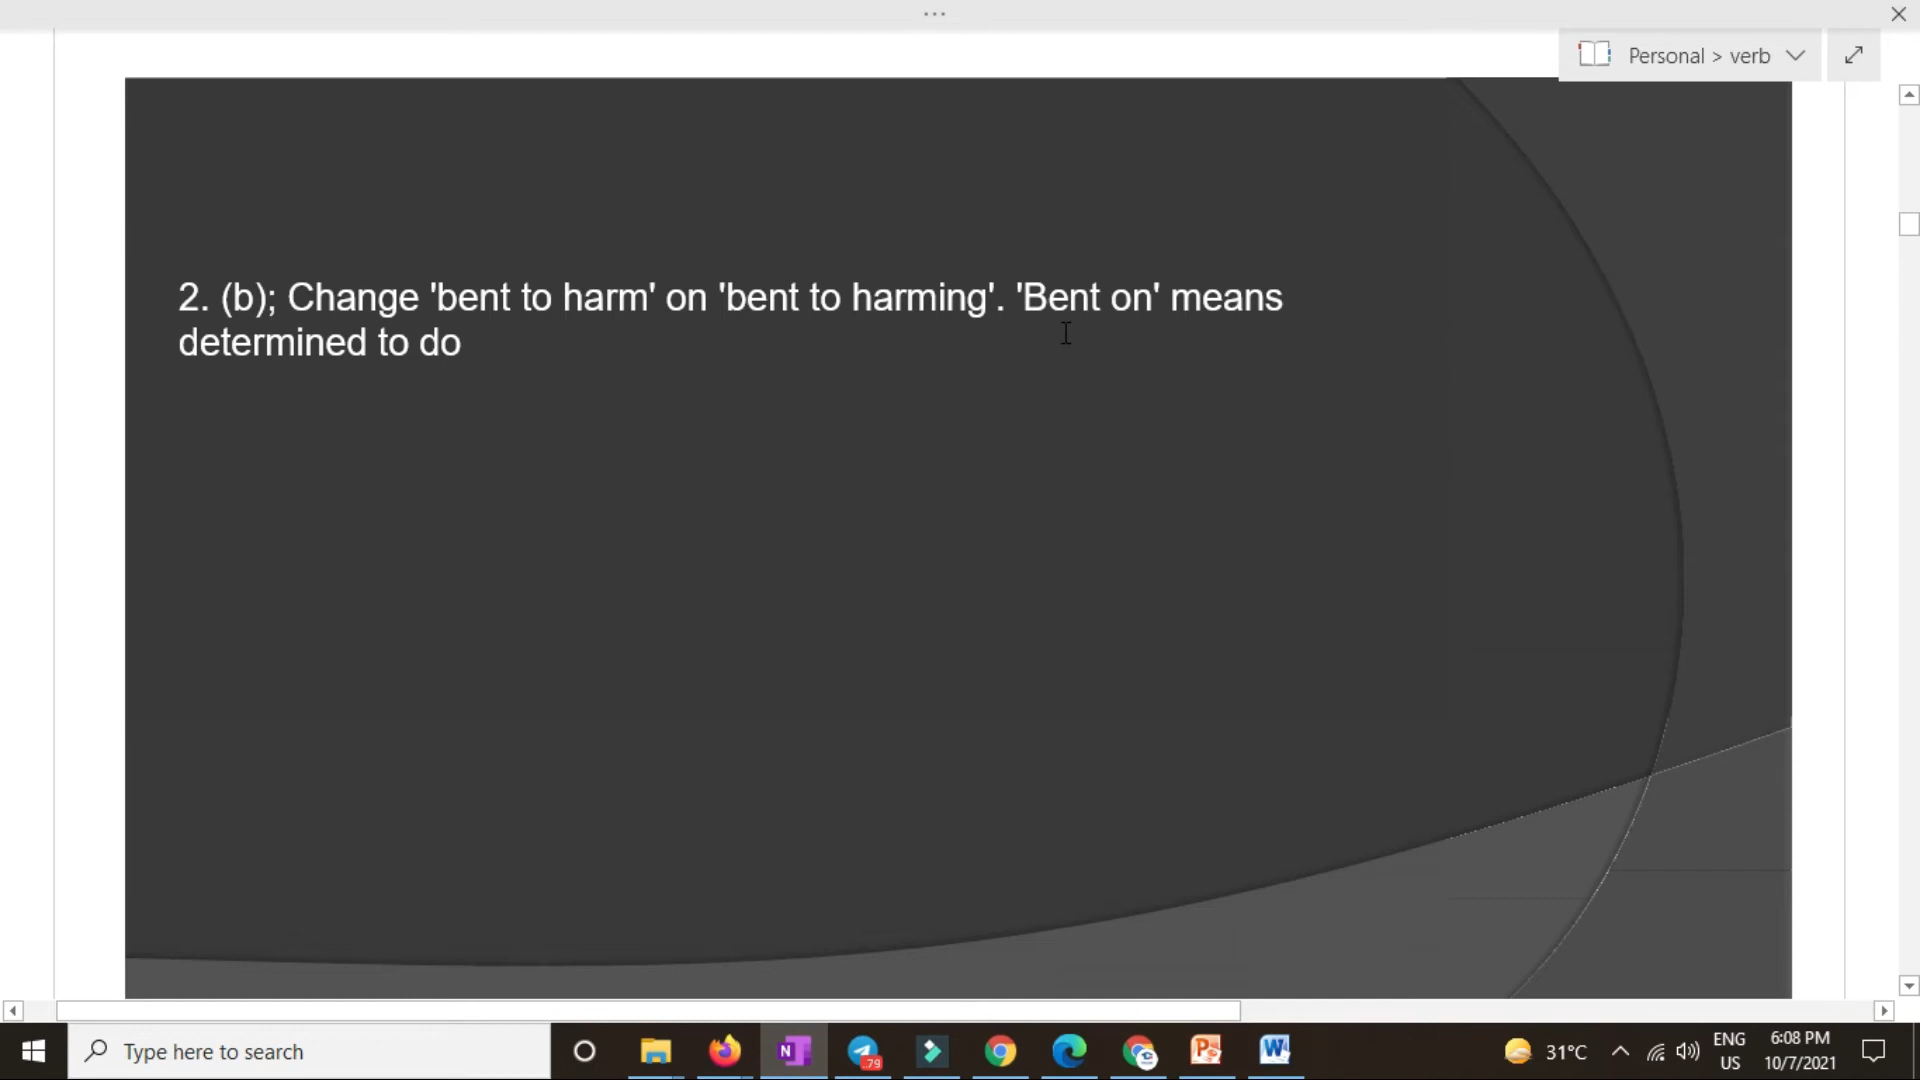 ...
Personal > verb
2. (b); Change 'bent to harm' on 'bent to harming'. 'Bent on' means
determined to do
Type here to search
N
79
P
W
31°C
ENG
US
6:08 PM
10/7/2021